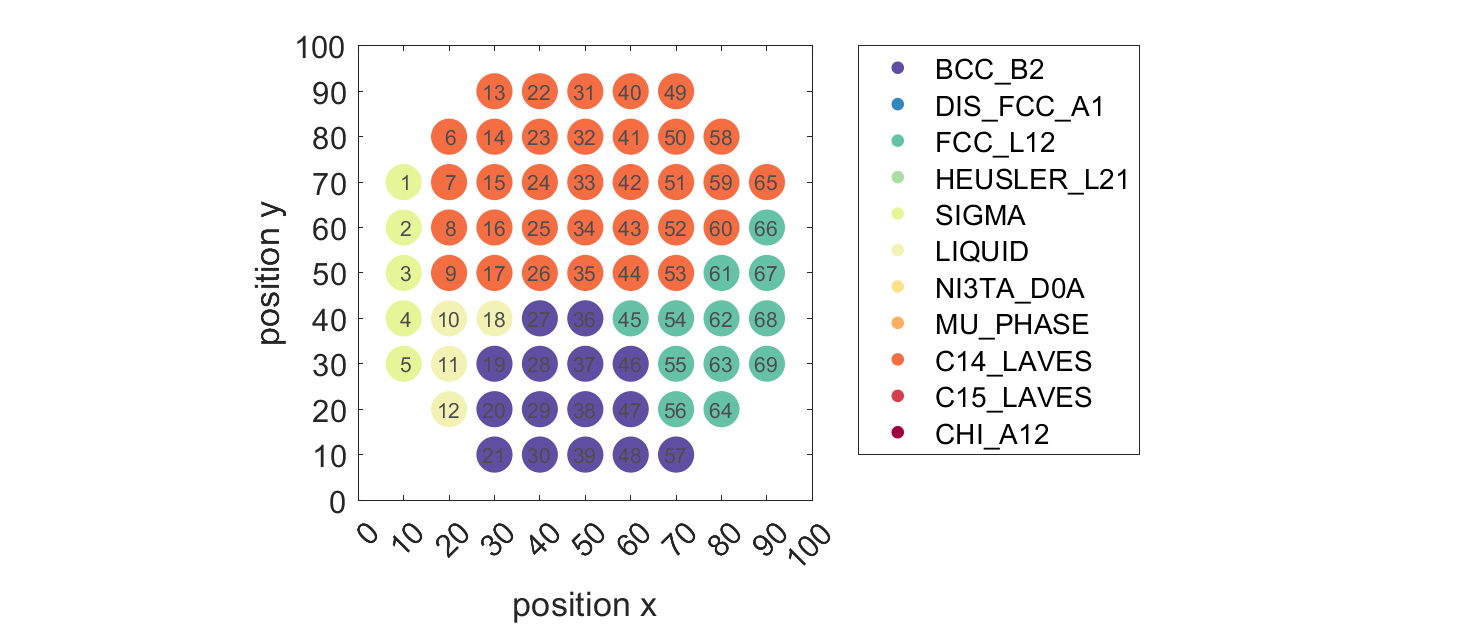 100
90
80
70
60
50
40
30
20
10
0
position y
13 22 31 40 49
6 14 23 32 41 50 58
1 7 15 24 33 42 51 59 65
2 8 16 25 34 43 52 60 66
3 9 17 26 35 44 53 61 67
4 10 18 27 36 45 54 62 68
5 11 19 28 37 46 55 63 69
12 20 29 38 47 56 64
21 30 39 48 57
0 10 20 30 40 50 60 70 80 90 100
position x
BCC_B2
DIS_FCC_A1
FCC_L12
HEUSLER_L21
SIGMA
LIQUID
NI3TA_D0A
MU_PHASE
C14_LAVES
C15_LAVES
CHI_A12